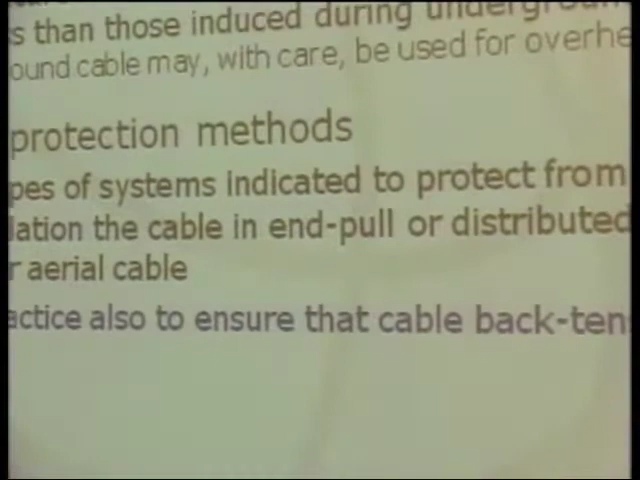 s than those induced during undergroun
ound cable may, with care, be used for overhe
protection methods
pes of systems indicated to protect from
lation the cable in end-pull or distributed
r aerial cable
actice also to ensure that cable back-ten